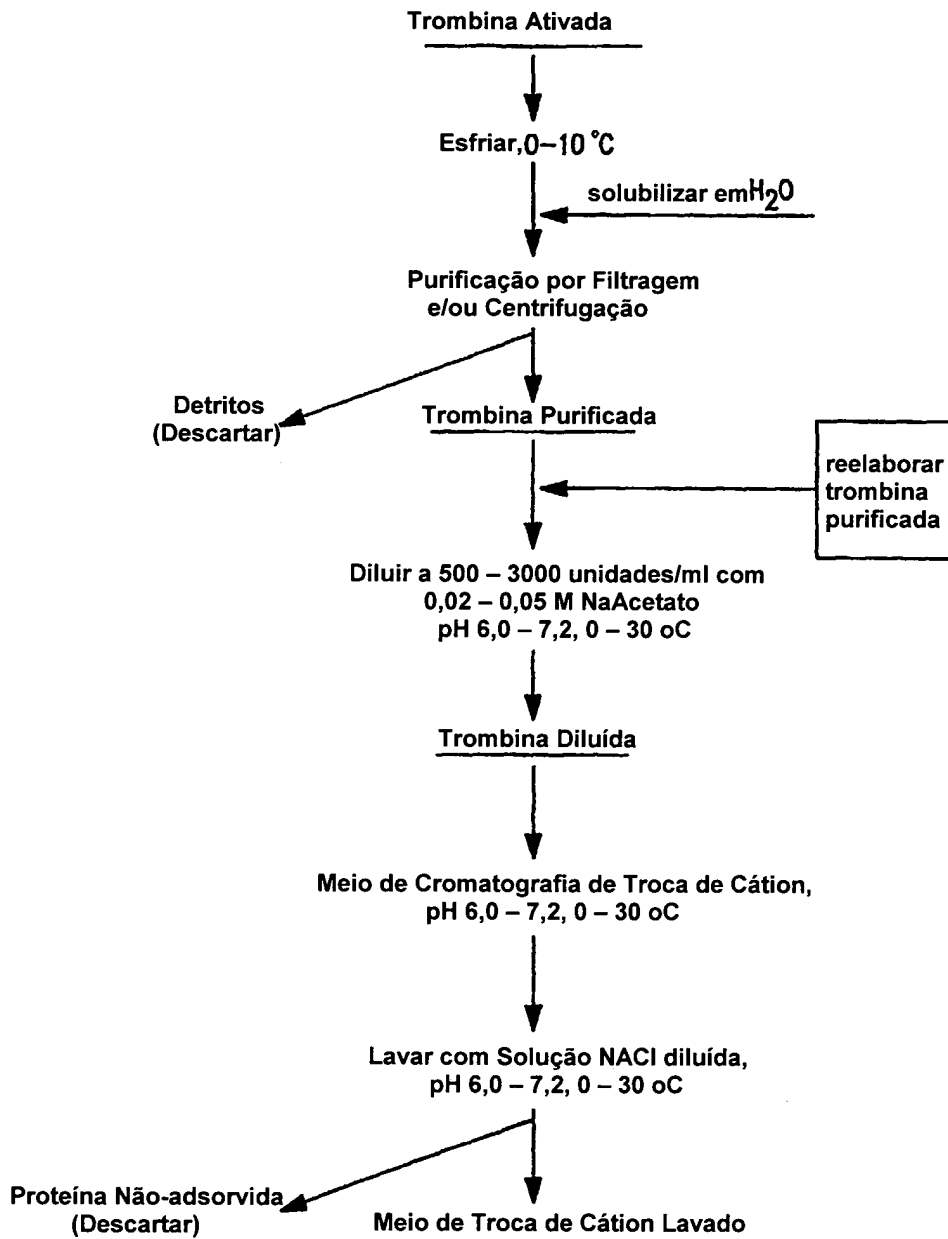 Trombina Ativada
Esfriar,0–10 °C
solubilizar emH₂O
Purificação por Filtragem
e/ou Centrifugação
Detritos
(Descartar)
Trombina Purificada
reelaborar
trombina
purificada
Diluir a 500 – 3000 unidades/ml com
0,02 – 0,05 M NaAcetato
pH 6,0 – 7,2, 0 – 30 oC
Trombina Diluída
Meio de Cromatografia de Troca de Cátion,
pH 6,0 – 7,2, 0 – 30 oC
Lavar com Solução NACl diluída,
pH 6,0 – 7,2, 0 – 30 oC
Proteína Não-adsorvida
(Descartar)
Meio de Troca de Cátion Lavado